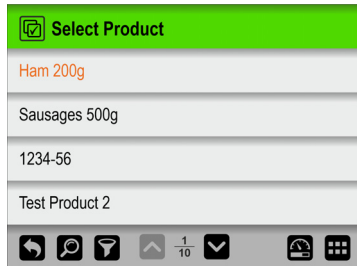 Select Product
Ham 200g
Sausages 500g
1234-56
Test Product 2
1
10